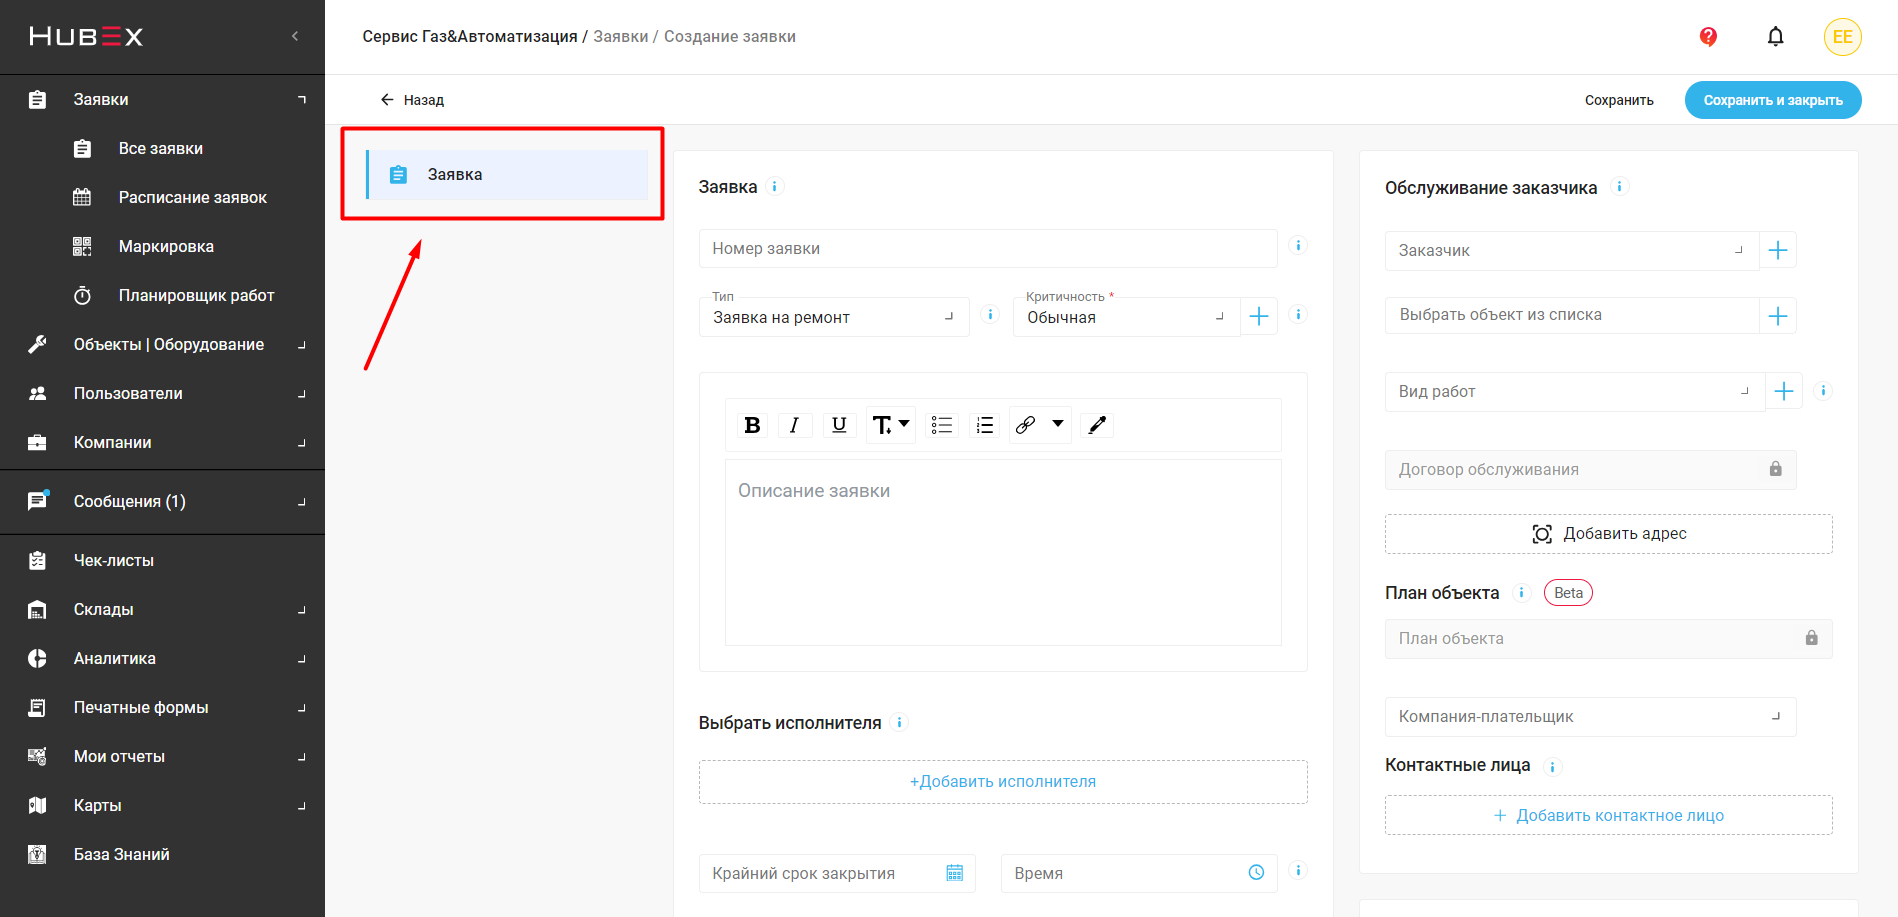 HUBEX
Сервис Газ&Автоматизация / Заявки / Создание заявки
?
EE
Заявки
Все заявки
Расписание заявок
Маркировка
Планировщик работ
Объекты | Оборудование
Пользователи
Компании
Сообщения (1)
Чек-листы
Склады
Аналитика
Печатные формы
Мои отчеты
Карты
База Знаний
Назад
Сохранить
Сохранить и закрыть
Заявка
Заявка
Номер заявки
Тип
Заявка на ремонт
Критичность *
Обычная
B I U T
Описание заявки
Выбрать исполнителя
+Добавить исполнителя
Крайний срок закрытия
Время
Обслуживание заказчика
Заказчик
Выбрать объект из списка
Вид работ
Договор обслуживания
Добавить адрес
План объекта
Beta
План объекта
Компания-плательщик
Контактные лица
+ Добавить контактное лицо